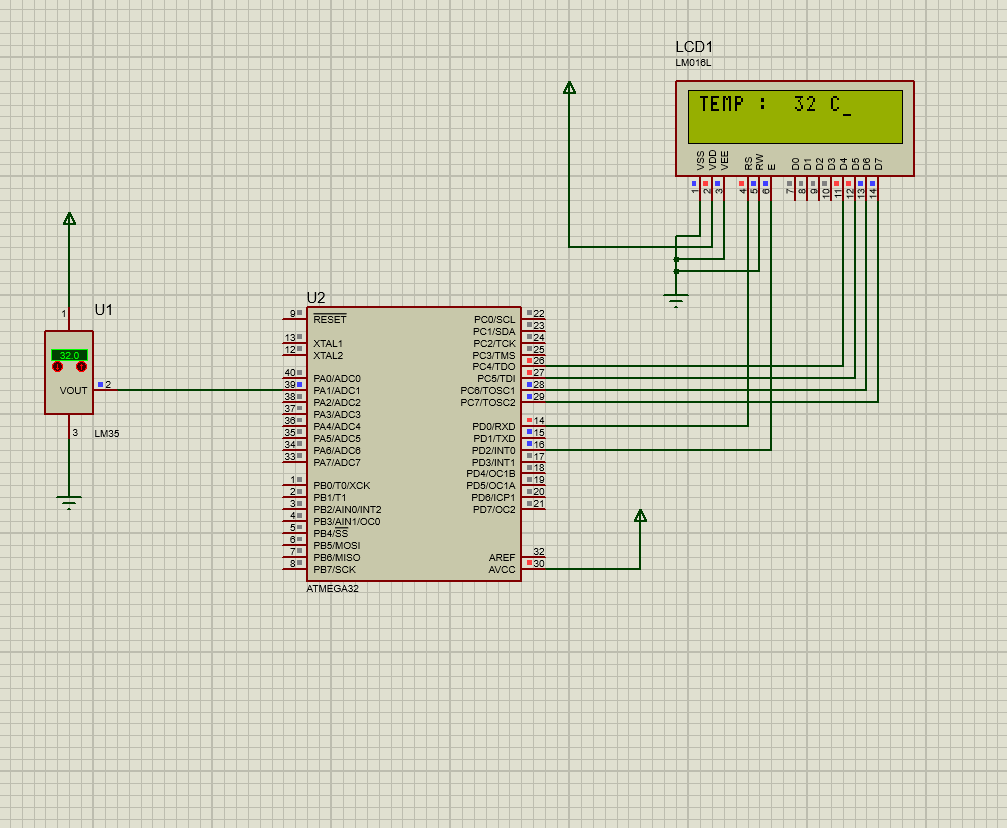 LCD1
LM016L
TEMP :  32 C_
VSS VDD VEE RS RW E D0 D1 D2 D3 D4 D5 D6 D7
1 2 3 4 5 6 7 8 9 10 11 12 13 14
U1
1
32.0
VOUT
2
3
LM35
U2
9 RESET PC0/SCL 22
PC1/SDA 23
13 XTAL1 PC2/TCK 24
12 XTAL2 PC3/TMS 25
PC4/TDO 26
40 PA0/ADC0 PC5/TDI 27
39 PA1/ADC1 PC6/TOSC1 28
38 PA2/ADC2 PC7/TOSC2 29
37 PA3/ADC3
36 PA4/ADC4 PD0/RXD 14
35 PA5/ADC5 PD1/TXD 15
34 PA6/ADC6 PD2/INT0 16
33 PA7/ADC7 PD3/INT1 17
PD4/OC1B 18
1 PB0/T0/XCK PD5/OC1A 19
2 PB1/T1 PD6/ICP1 20
3 PB2/AIN0/INT2 PD7/OC2 21
4 PB3/AIN1/OC0
5 PB4/SS
6 PB5/MOSI
7 PB6/MISO AREF 32
8 PB7/SCK AVCC 30
ATMEGA32